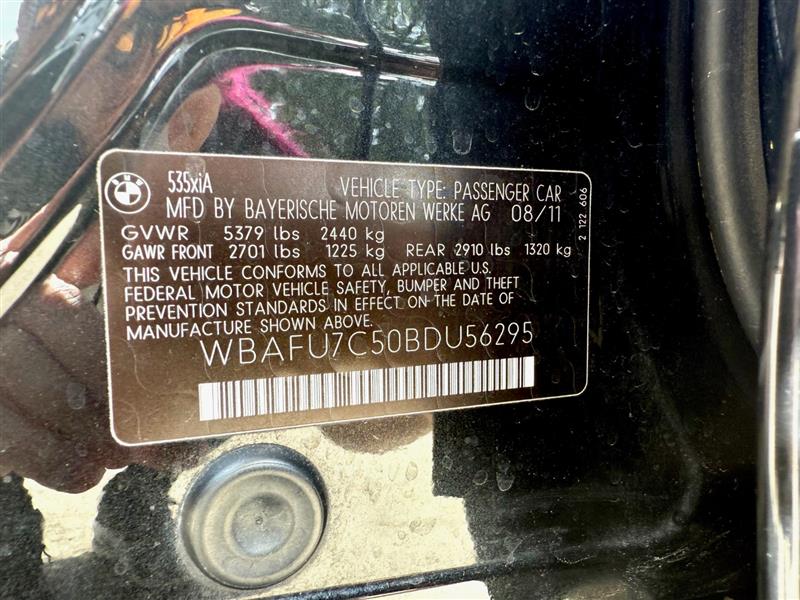 BMW
535xiA VEHICLE TYPE: PASSENGER CAR
MFD BY BAYERISCHE MOTOREN WERKE AG 08/11
GVWR 5379 lbs 2440 kg
GAWR FRONT 2701 lbs 1225 kg REAR 2910 lbs 1320 kg
THIS VEHICLE CONFORMS TO ALL APPLICABLE U.S.
FEDERAL MOTOR VEHICLE SAFETY, BUMPER AND THEFT
PREVENTION STANDARDS IN EFFECT ON THE DATE OF
MANUFACTURE SHOWN ABOVE.
WBAFU7C50BDU56295
2 122 606